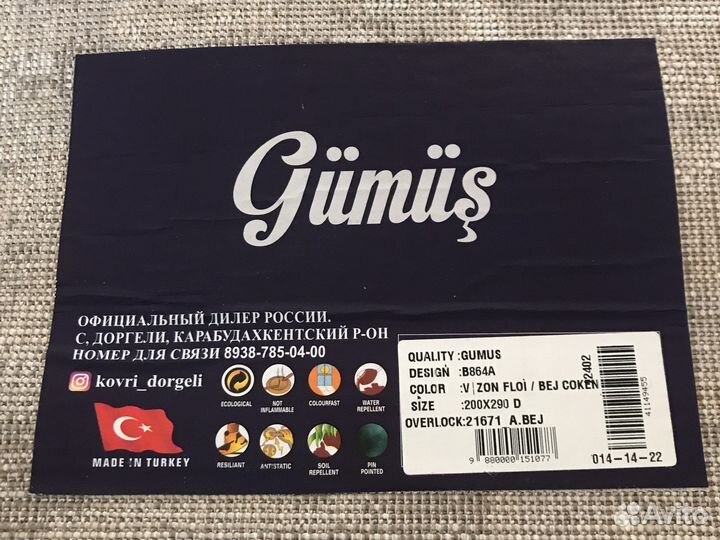 Gümüş
ОФИЦИАЛЬНЫЙ ДИЛЕР РОССИИ.
С, ДОРГЕЛИ, КАРАБУДАХКЕНТСКИЙ Р-ОН
НОМЕР ДЛЯ СВЯЗИ 8938-785-04-00
kovri_dorgeli
MADE IN TURKEY
ECOLOGICAL
NOT INFLAMMABLE
COLOURFAST
WATER REPELLENT
RESILIANT
ANTISTATIC
SOIL REPELLENT
PIN POINTED
QUALITY :GUMUS
DESIGN :B864A
COLOR :V|ZON FLOİ / BEJ COKEN
SIZE :200X290 D
OVERLOCK:21671 A.BEJ
9 880000 151077
2402
41149455
014-14-22
Avito